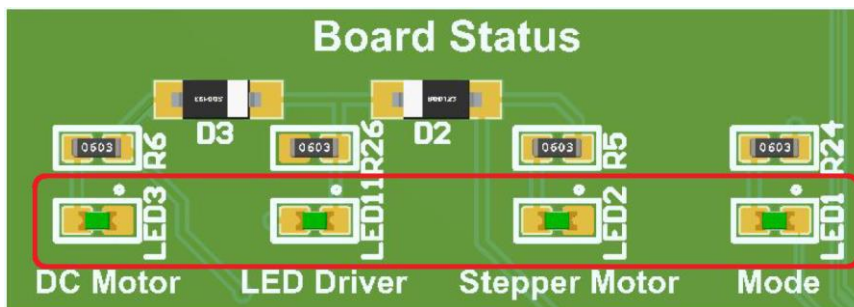 Board Status
D3
D2
0603
R6
0603
R26
0603
R5
0603
R24
LED3
LED11
LED2
LED1
DC Motor
LED Driver
Stepper Motor
Mode